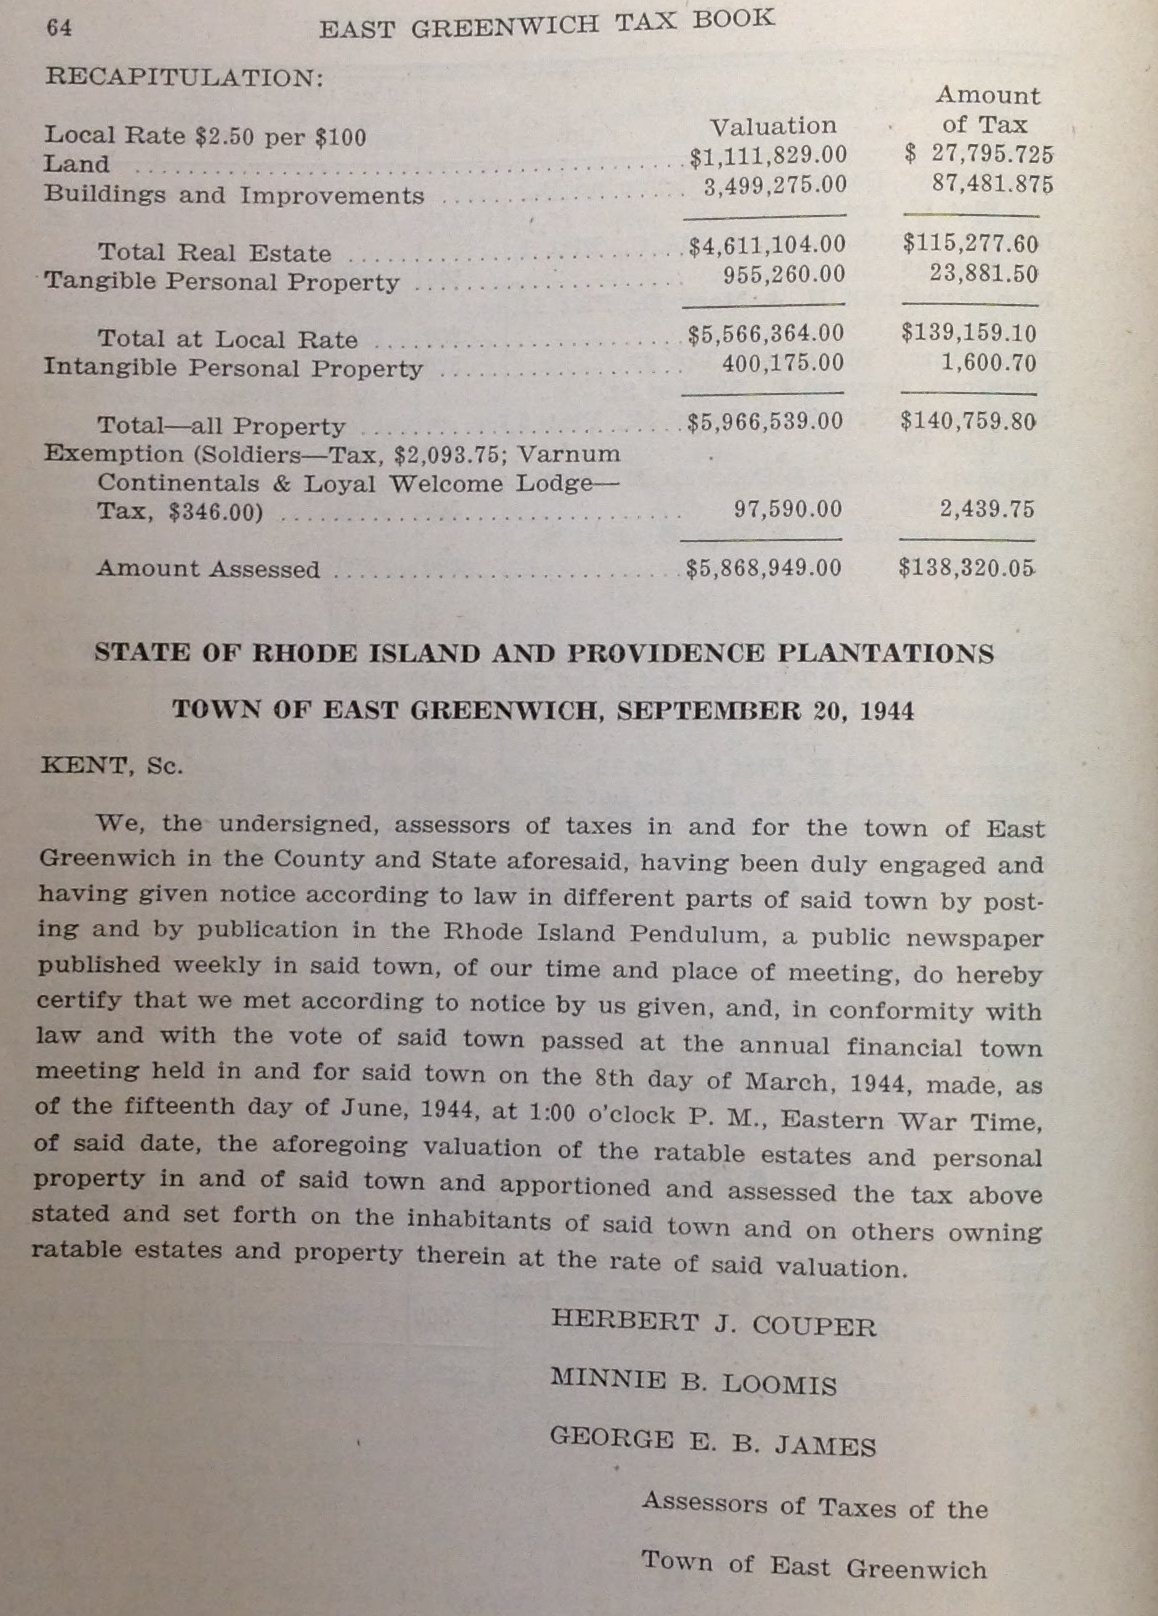 64 EAST GREENWICH TAX BOOK
RECAPITULATION:
Amount
Local Rate $2.50 per $100 Valuation of Tax
Land ........................................ $1,111,829.00 $ 27,795.725
Buildings and Improvements .................. 3,499,275.00 87,481.875
Total Real Estate ......................... $4,611,104.00 $115,277.60
Tangible Personal Property .................... 955,260.00 23,881.50
Total at Local Rate ....................... $5,566,364.00 $139,159.10
Intangible Personal Property .................. 400,175.00 1,600.70
Total—all Property ........................ $5,966,539.00 $140,759.80
Exemption (Soldiers—Tax, $2,093.75; Varnum
Continentals & Loyal Welcome Lodge—
Tax, $346.00) ............................... 97,590.00 2,439.75
Amount Assessed .......................... $5,868,949.00 $138,320.05
STATE OF RHODE ISLAND AND PROVIDENCE PLANTATIONS
TOWN OF EAST GREENWICH, SEPTEMBER 20, 1944
KENT, Sc.
We, the undersigned, assessors of taxes in and for the town of East
Greenwich in the County and State aforesaid, having been duly engaged and
having given notice according to law in different parts of said town by post-
ing and by publication in the Rhode Island Pendulum, a public newspaper
published weekly in said town, of our time and place of meeting, do hereby
certify that we met according to notice by us given, and, in conformity with
law and with the vote of said town passed at the annual financial town
meeting held in and for said town on the 8th day of March, 1944, made, as
of the fifteenth day of June, 1944, at 1:00 o'clock P. M., Eastern War Time,
of said date, the aforegoing valuation of the ratable estates and personal
property in and of said town and apportioned and assessed the tax above
stated and set forth on the inhabitants of said town and on others owning
ratable estates and property therein at the rate of said valuation.
HERBERT J. COUPER
MINNIE B. LOOMIS
GEORGE E. B. JAMES
Assessors of Taxes of the
Town of East Greenwich